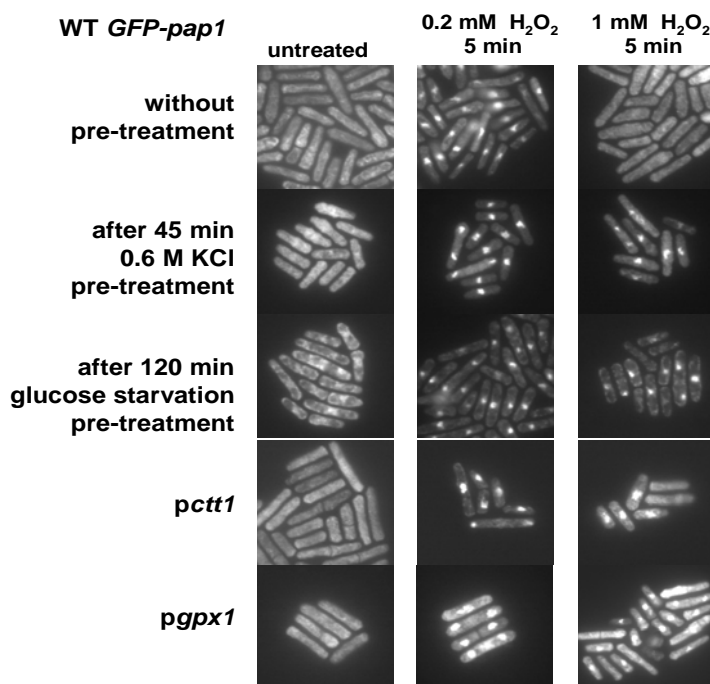 WT GFP-pap1
untreated
0.2 mM H₂O₂
5 min
1 mM H₂O₂
5 min
without
pre-treatment
after 45 min
0.6 M KCl
pre-treatment
after 120 min
glucose starvation
pre-treatment
pctt1
pgpx1